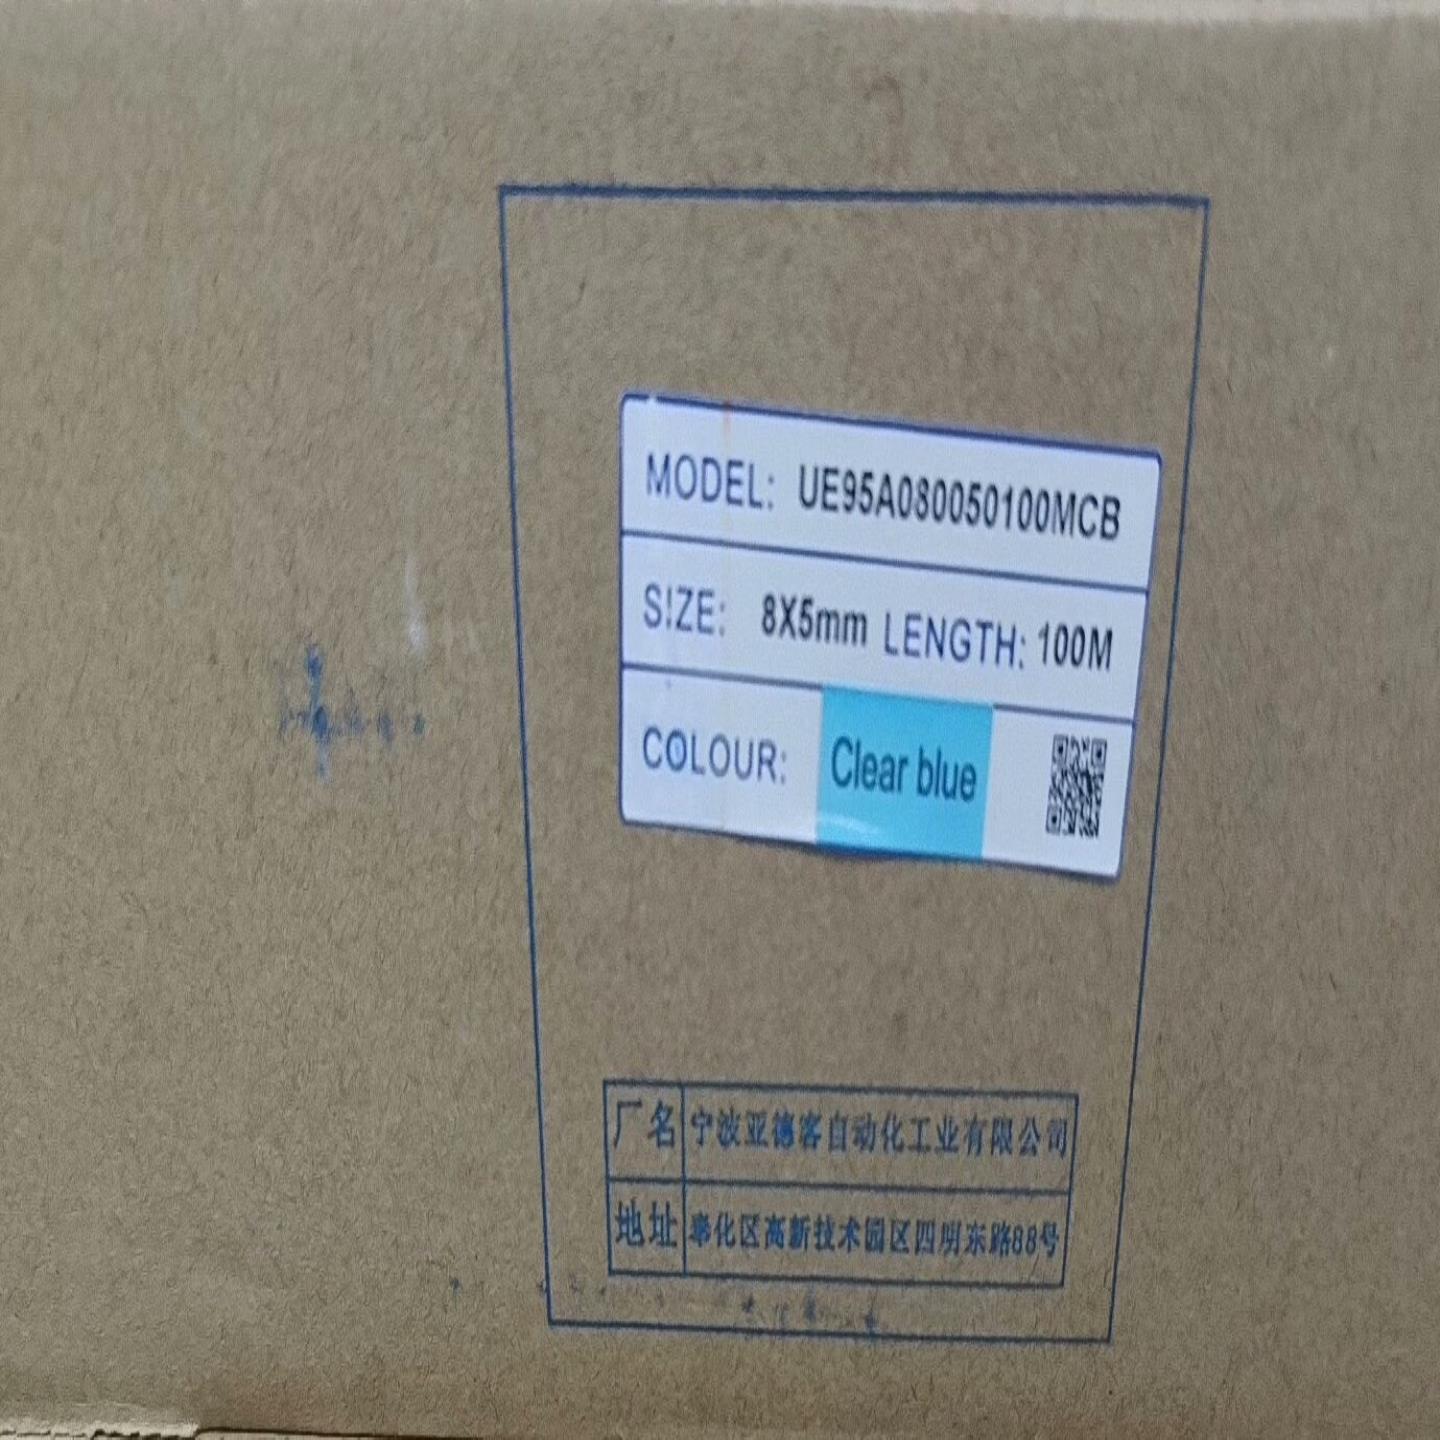 MODEL: UE95A080050100MCB
SIZE: 8X5mm LENGTH: 100M
COLOUR: Clear blue
厂名 宁波亚德客自动化工业有限公司
地址 奉化区高新技术园区四明东路88号